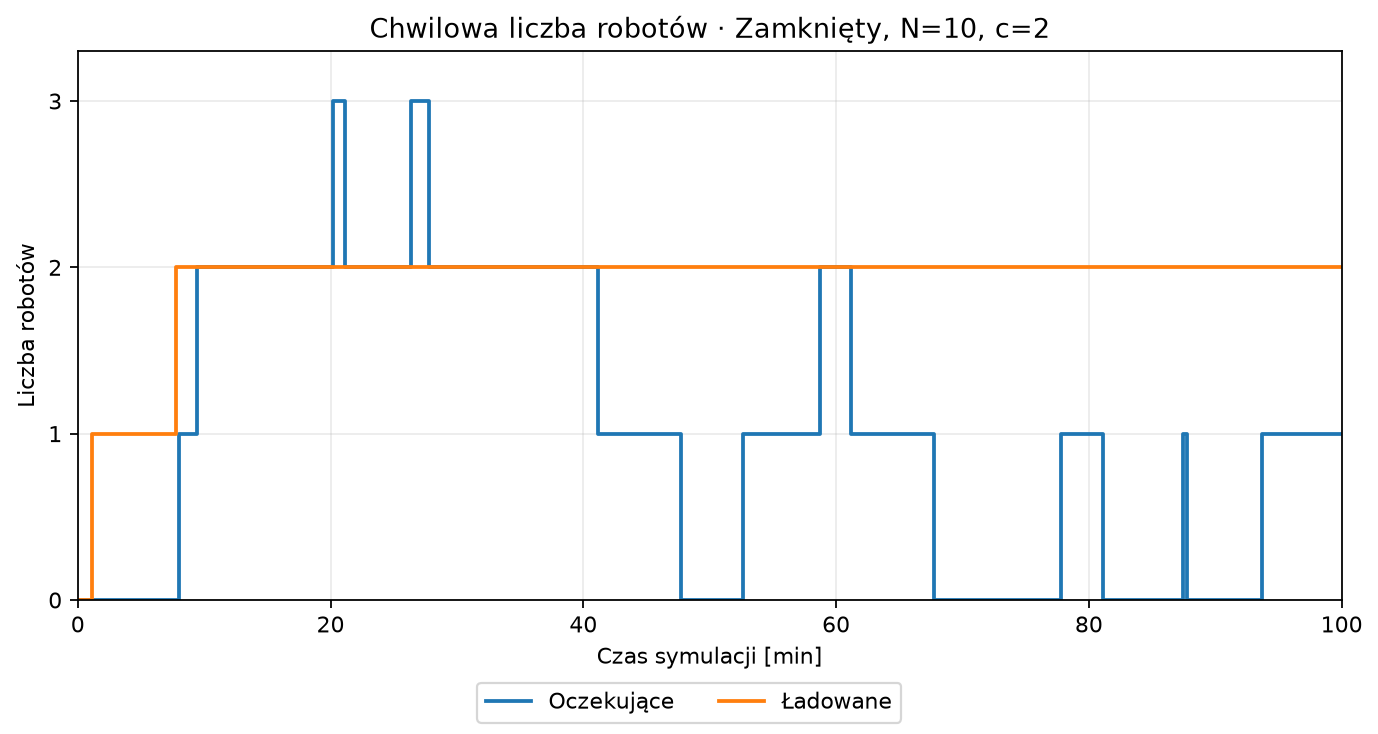 Chwilowa liczba robotów · Zamknięty, N=10, c=2
Liczba robotów
3
2
1
0
0 20 40 60 80 100
Czas symulacji [min]
Oczekujące Ładowane